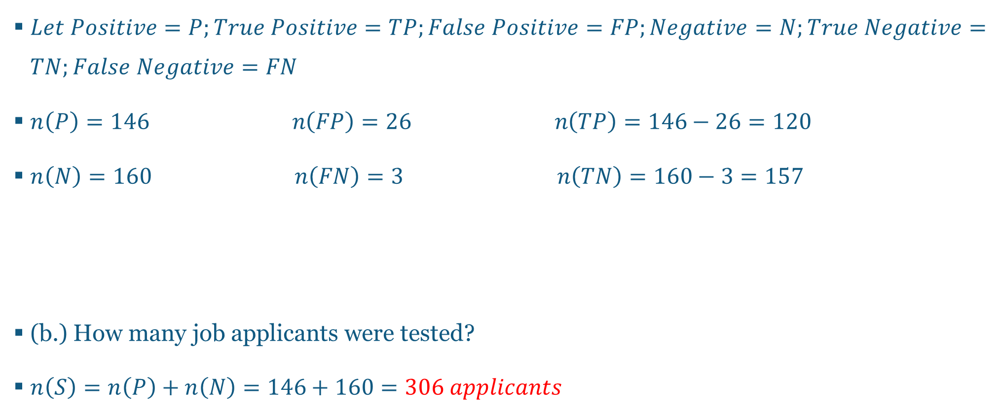 ▪ Let Positive = P; True Positive = TP; False Positive = FP; Negative = N; True Negative =
TN; False Negative = FN
▪ n(P) = 146 n(FP) = 26 n(TP) = 146 − 26 = 120
▪ n(N) = 160 n(FN) = 3 n(TN) = 160 − 3 = 157
▪ (b.) How many job applicants were tested?
▪ n(S) = n(P) + n(N) = 146 + 160 = 306 applicants